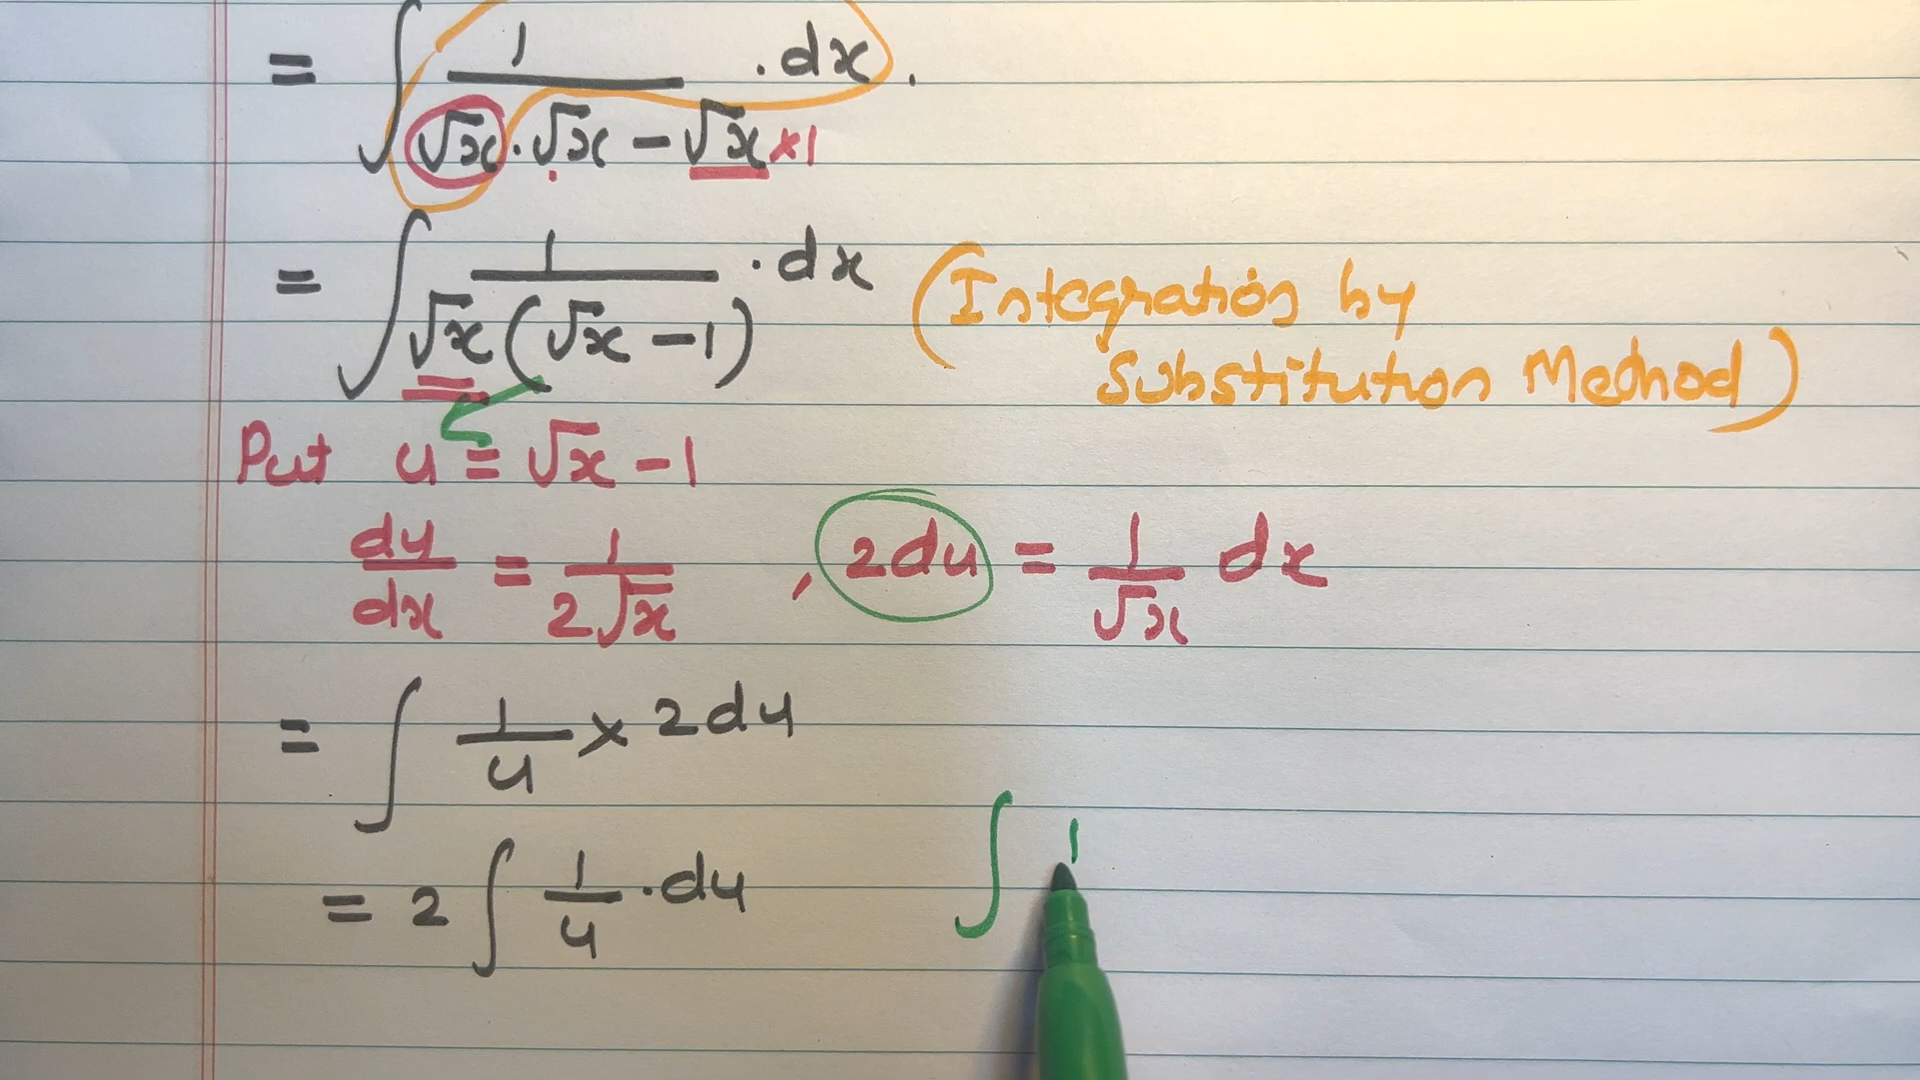 = ∫ 1/(√x · √x − √x × 1) · dx .
= ∫ 1/(√x (√x − 1)) · dx (Integration by
Substitution Method)
Put u = √x − 1
du/dx = 1/(2√x) , 2du = 1/√x dx
= ∫ 1/u × 2du
= 2 ∫ 1/u · du ∫ 1